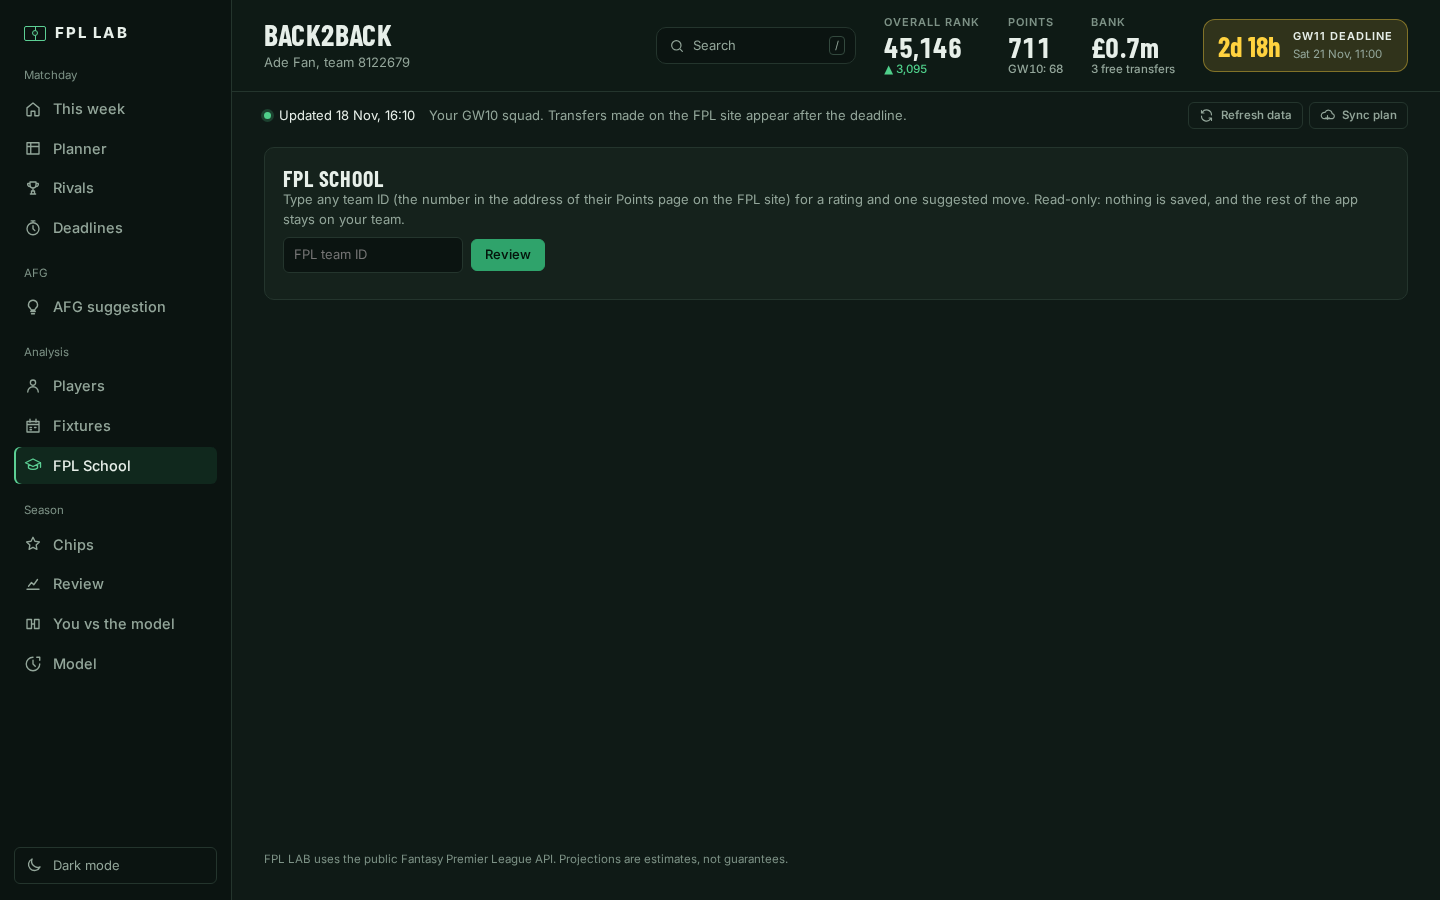 FPL LAB
Matchday
This week
Planner
Rivals
Deadlines
AFG
AFG suggestion
Analysis
Players
Fixtures
FPL School
Season
Chips
Review
You vs the model
Model
Dark mode
BACK2BACK
Ade Fan, team 8122679
Search /
OVERALL RANK
45,146
▲ 3,095
POINTS
711
GW10: 68
BANK
£0.7m
3 free transfers
2d 18h
GW11 DEADLINE
Sat 21 Nov, 11:00
Updated 18 Nov, 16:10 Your GW10 squad. Transfers made on the FPL site appear after the deadline.
Refresh data
Sync plan
FPL SCHOOL
Type any team ID (the number in the address of their Points page on the FPL site) for a rating and one suggested move. Read-only: nothing is saved, and the rest of the app
stays on your team.
FPL team ID
Review
FPL LAB uses the public Fantasy Premier League API. Projections are estimates, not guarantees.